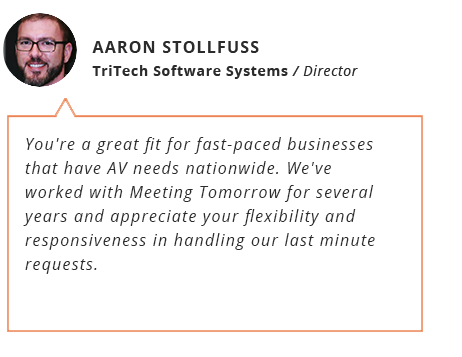 AARON STOLLFUSS
TriTech Software Systems / Director
You're a great fit for fast-paced businesses
that have AV needs nationwide. We've
worked with Meeting Tomorrow for several
years and appreciate your flexibility and
responsiveness in handling our last minute
requests.